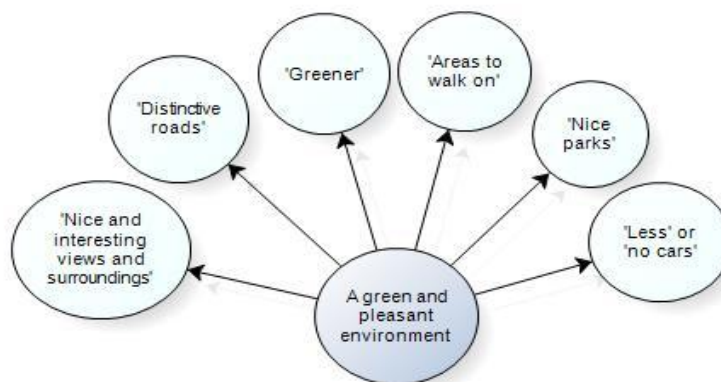 "Nice and
interesting
views and
surroundings"
"Distinctive
roads"
"Greener"
"Areas to
walk on"
"Nice
parks"
"Less" or
"no cars"
A green and
pleasant
environment